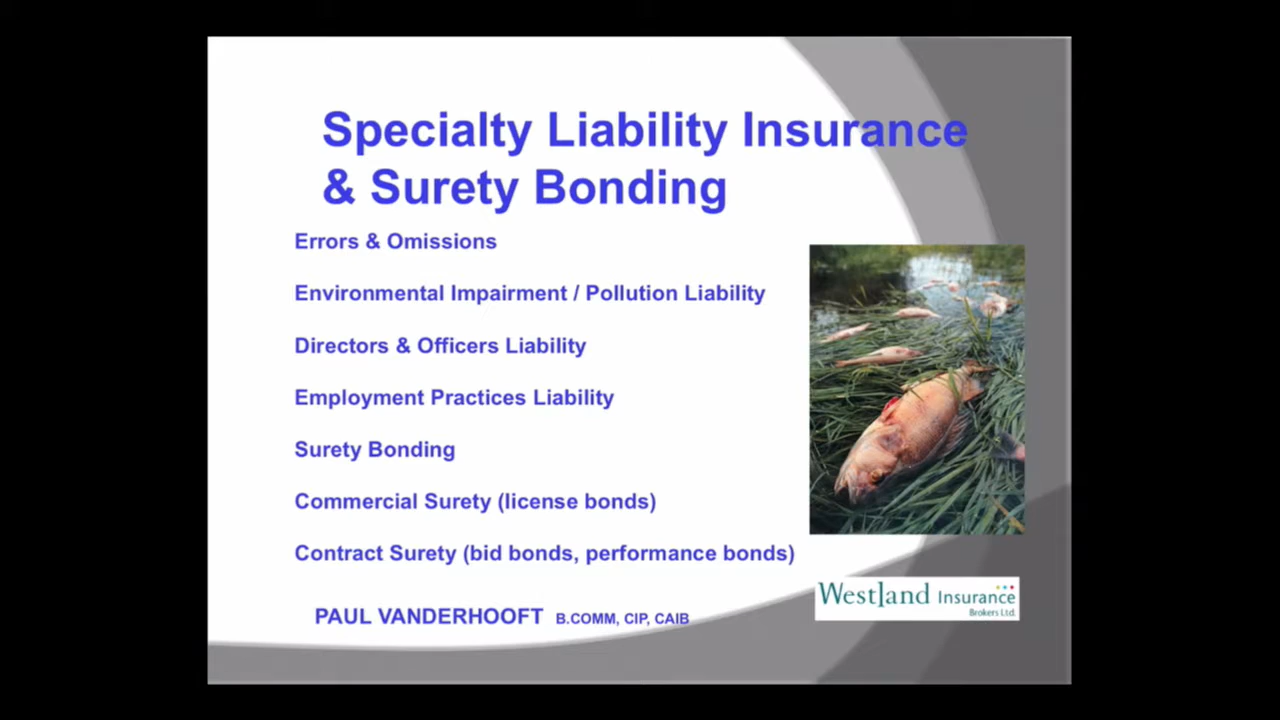 Specialty Liability Insurance
& Surety Bonding
Errors & Omissions
Environmental Impairment / Pollution Liability
Directors & Officers Liability
Employment Practices Liability
Surety Bonding
Commercial Surety (license bonds)
Contract Surety (bid bonds, performance bonds)
PAUL VANDERHOOFT B.COMM, CIP, CAIB
Westland Insurance
Brokers Ltd.